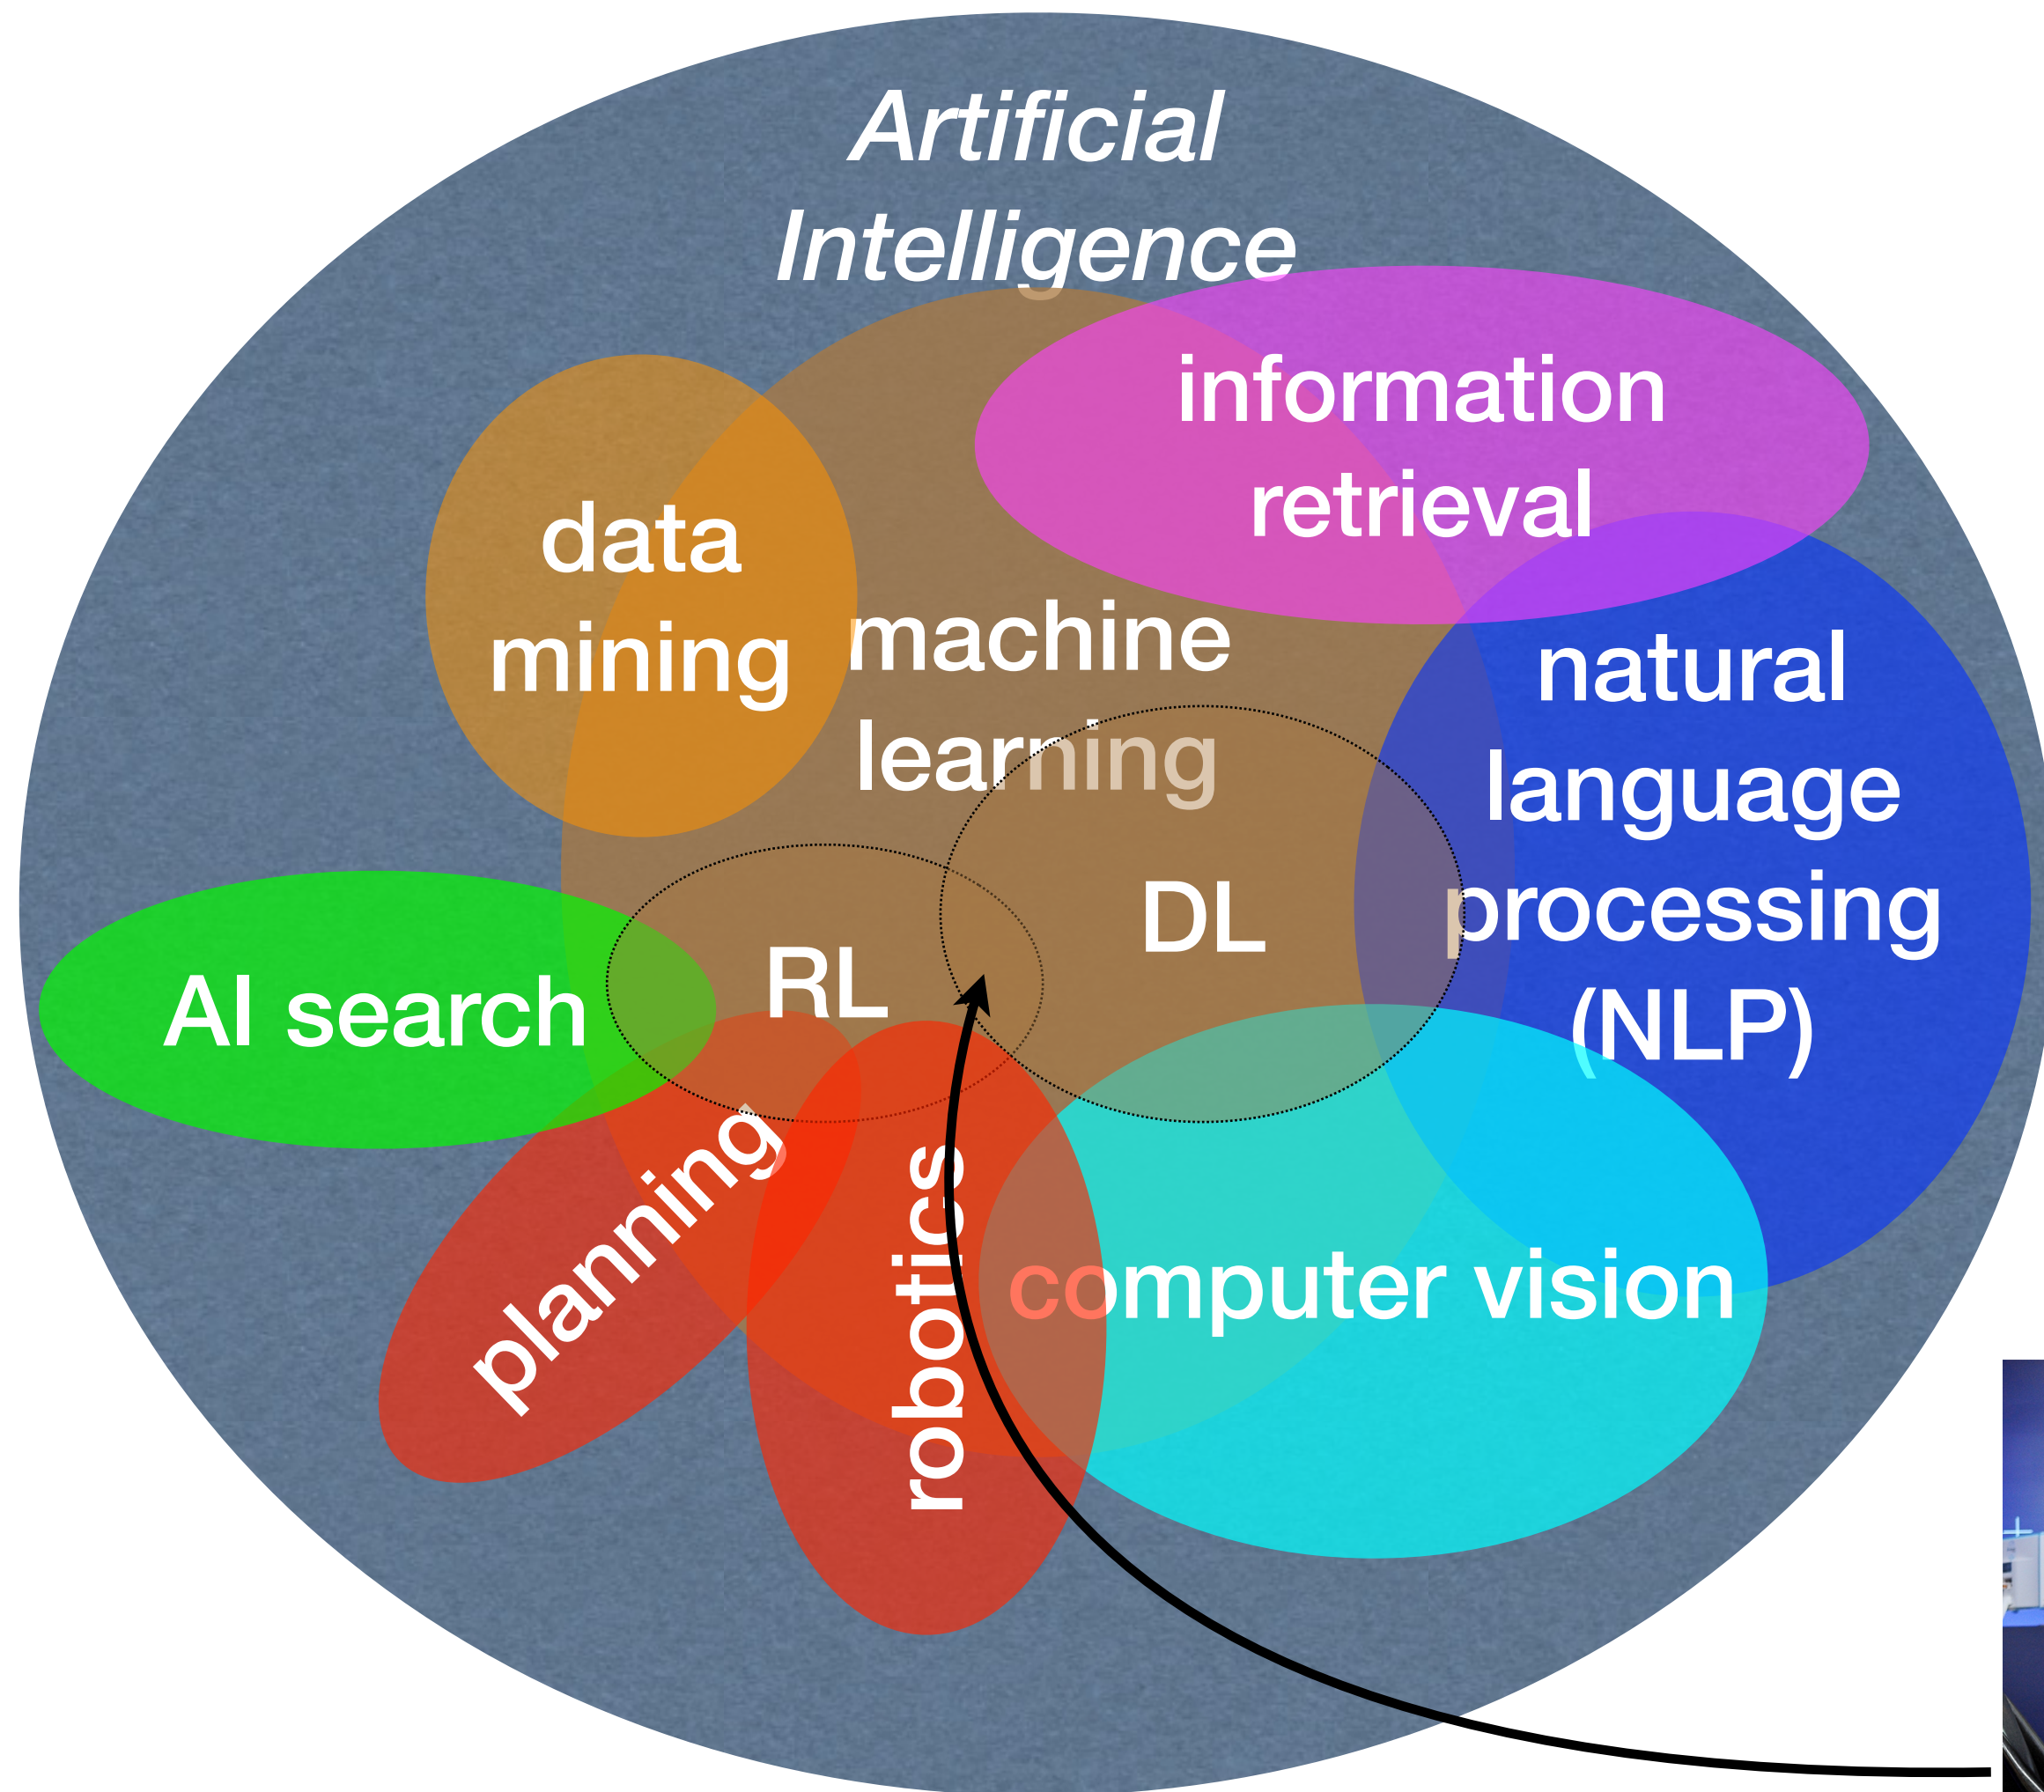 Artificial
Intelligence
information
retrieval
data
mining
machine
learning
natural
language
processing
(NLP)
DL
RL
AI search
planning
robotics
computer vision